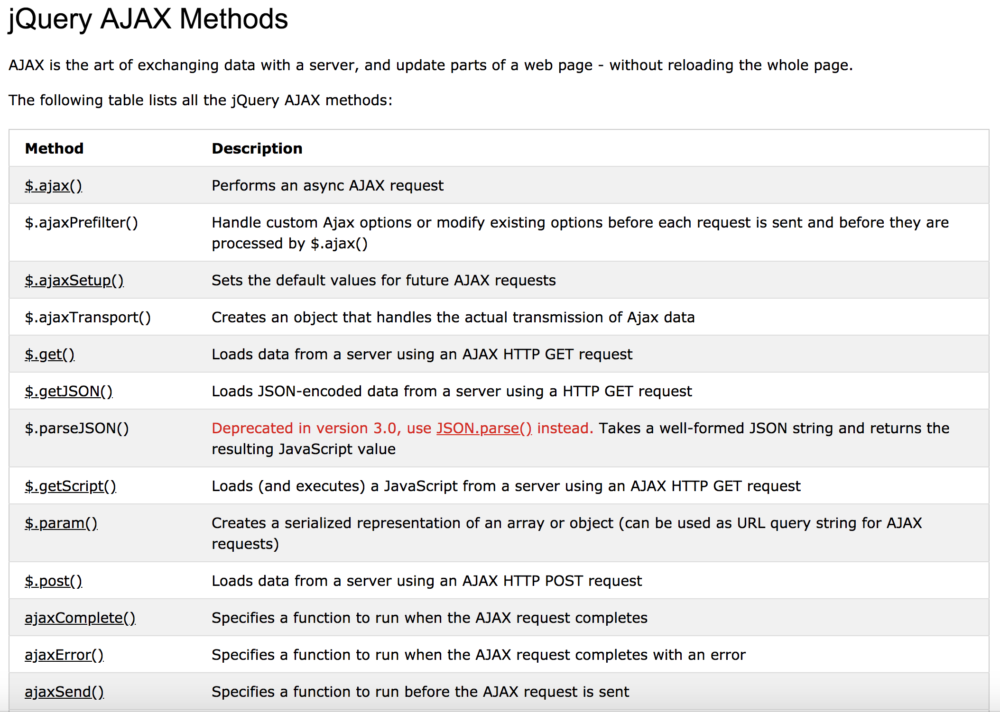 jQuery AJAX Methods
AJAX is the art of exchanging data with a server, and update parts of a web page - without reloading the whole page.
The following table lists all the jQuery AJAX methods:
Method Description
$.ajax() Performs an async AJAX request
$.ajaxPrefilter() Handle custom Ajax options or modify existing options before each request is sent and before they are
processed by $.ajax()
$.ajaxSetup() Sets the default values for future AJAX requests
$.ajaxTransport() Creates an object that handles the actual transmission of Ajax data
$.get() Loads data from a server using an AJAX HTTP GET request
$.getJSON() Loads JSON-encoded data from a server using a HTTP GET request
$.parseJSON() Deprecated in version 3.0, use JSON.parse() instead. Takes a well-formed JSON string and returns the
resulting JavaScript value
$.getScript() Loads (and executes) a JavaScript from a server using an AJAX HTTP GET request
$.param() Creates a serialized representation of an array or object (can be used as URL query string for AJAX
requests)
$.post() Loads data from a server using an AJAX HTTP POST request
ajaxComplete() Specifies a function to run when the AJAX request completes
ajaxError() Specifies a function to run when the AJAX request completes with an error
ajaxSend() Specifies a function to run before the AJAX request is sent